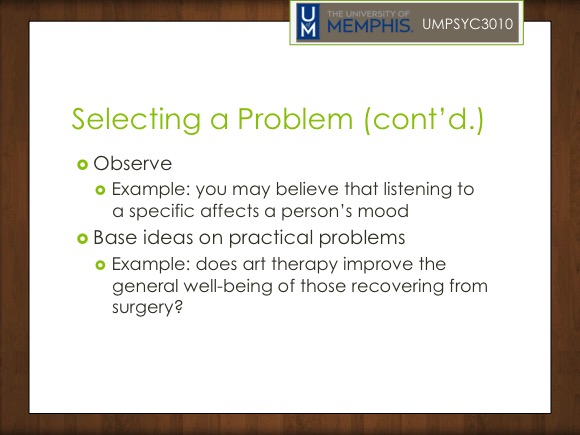 UM
THE UNIVERSITY OF
MEMPHIS.
UMPSYC3010
Selecting a Problem (cont’d.)
Observe
Example: you may believe that listening to
a specific affects a person’s mood
Base ideas on practical problems
Example: does art therapy improve the
general well-being of those recovering from
surgery?